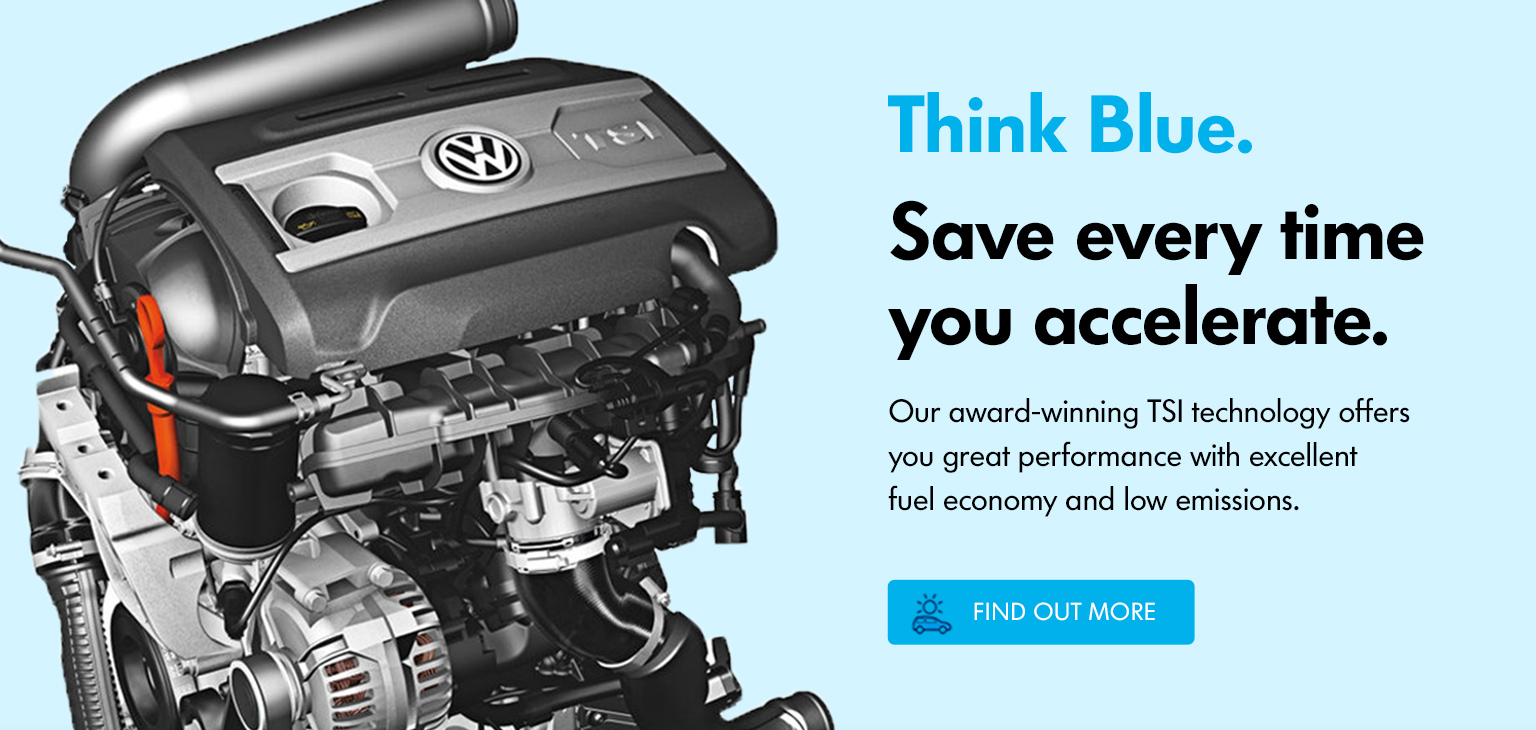 TSI
Think Blue.
Save every time
you accelerate.
Our award-winning TSI technology offers
you great performance with excellent
fuel economy and low emissions.
FIND OUT MORE